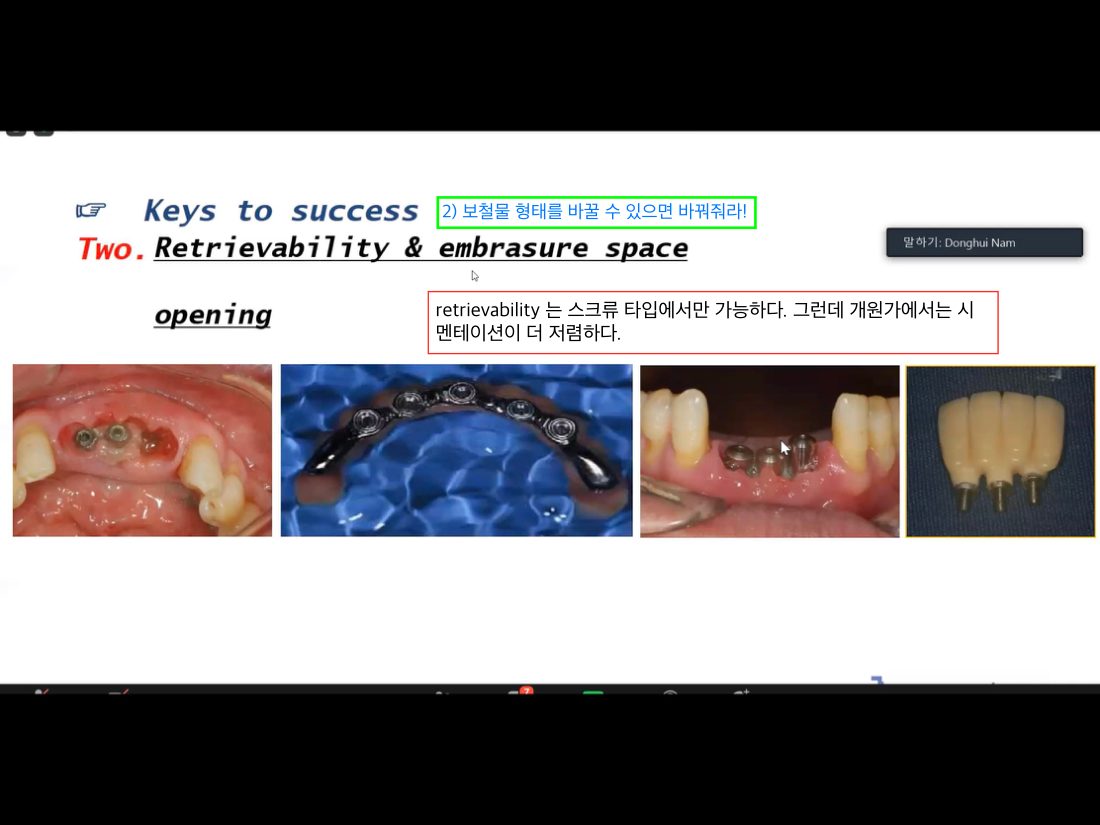 ☞ Keys to success 2) 보철물 형태를 바꿀 수 있으면 바꿔줘라!
Two. Retrievability & embrasure space
말하기: Donghui Nam
opening
retrievability 는 스크류 타입에서만 가능하다. 그런데 개원가에서는 시
멘테이션이 더 저렴하다.
7